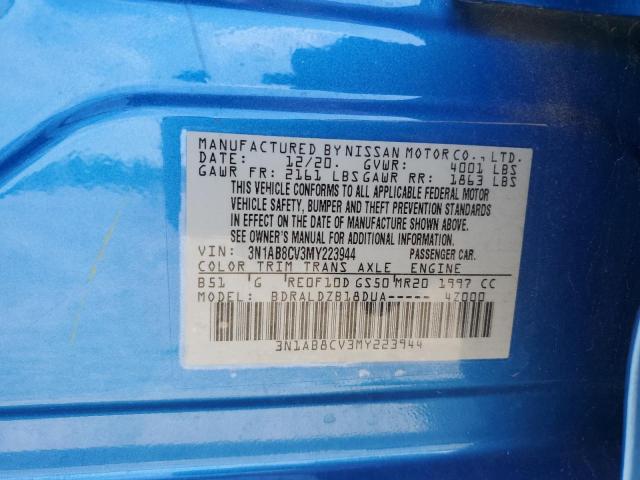 MANUFACTURED BY NISSAN MOTOR CO., LTD.
DATE: 12/20. GVWR: 4001 LBS
GAWR FR: 2161 LBS GAWR RR: 1863 LBS
THIS VEHICLE CONFORMS TO ALL APPLICABLE FEDERAL MOTOR
VEHICLE SAFETY, BUMPER AND THEFT PREVENTION STANDARDS
IN EFFECT ON THE DATE OF MANUFACTURE SHOWN ABOVE.
SEE OWNER'S MANUAL FOR ADDITIONAL INFORMATION.
VIN: 3N1AB8CV3MY223944 PASSENGER CAR.
COLOR TRIM TRANS AXLE ENGINE
B51 G RE0F10D GS50 MR20 1997 CC
MODEL: BDRALDZB18DUA----- 4Z000
3N1AB8CV3MY223944